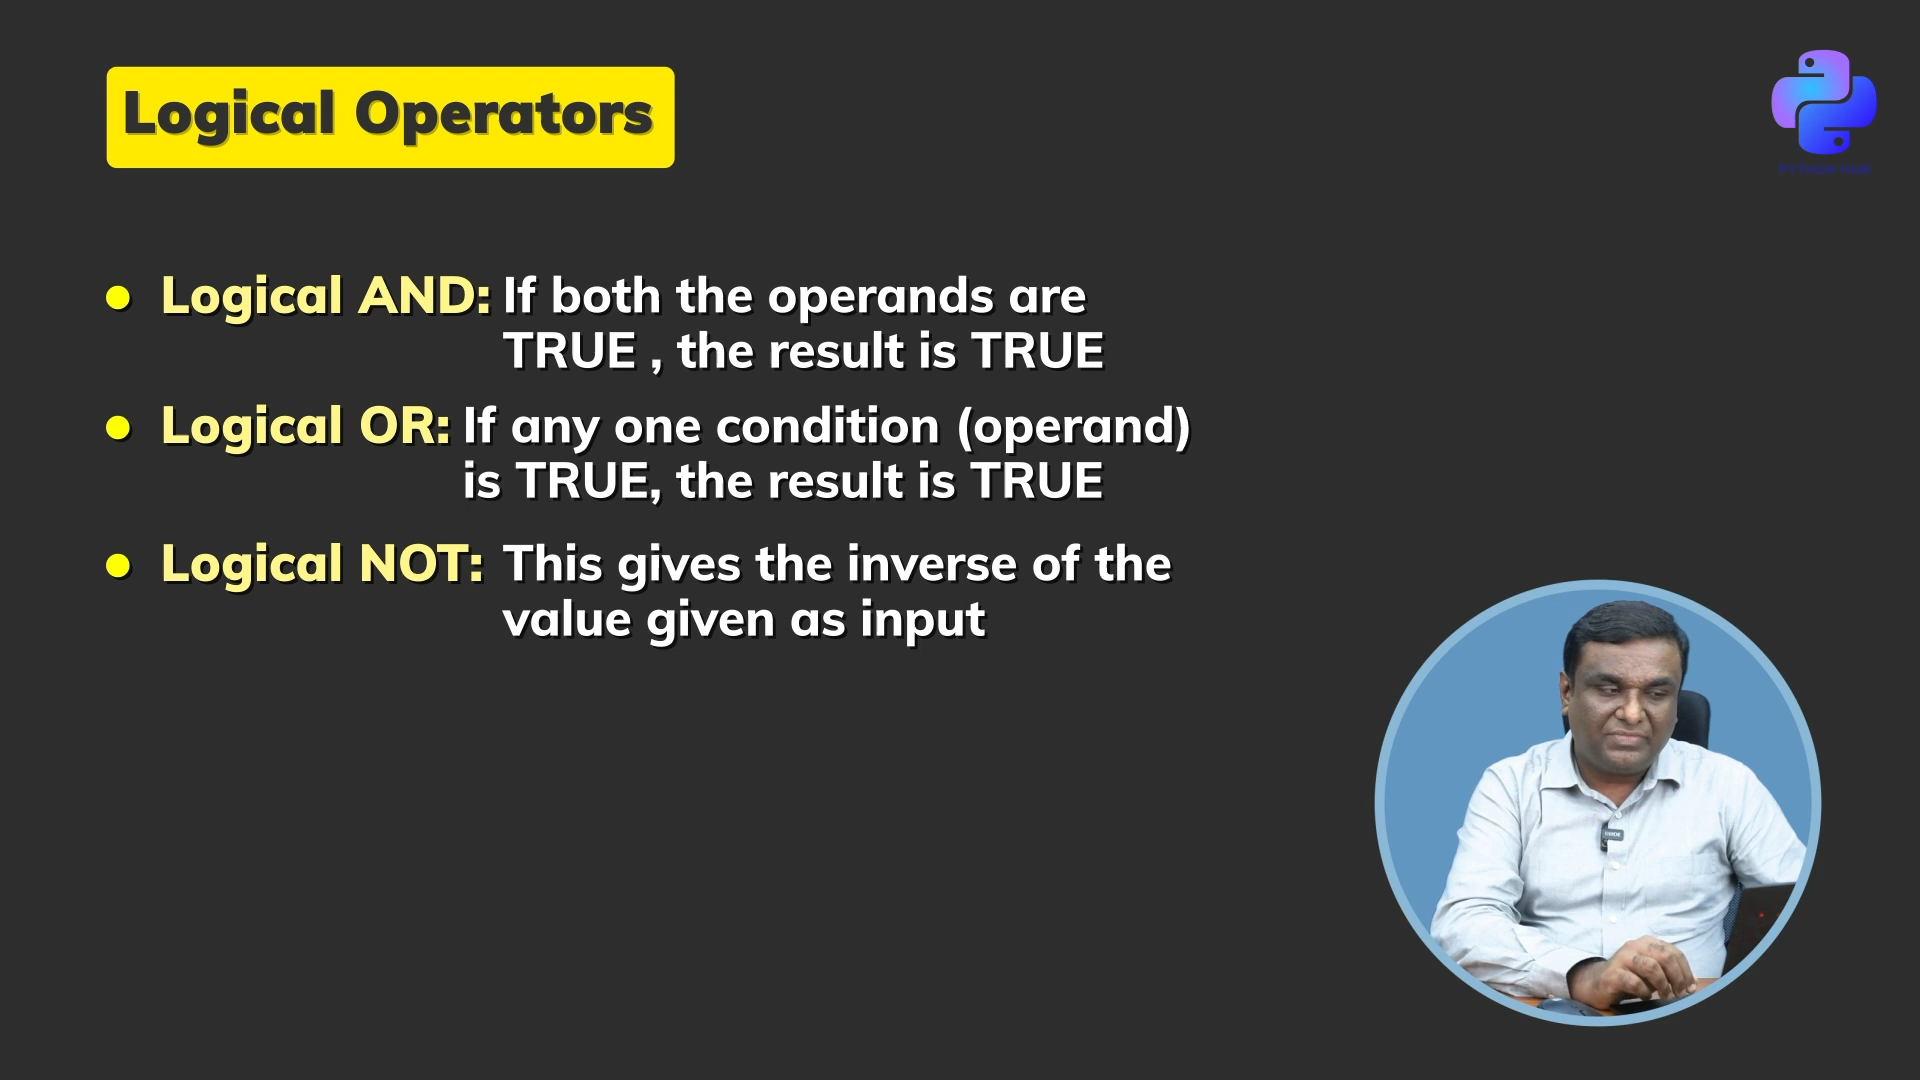 Logical Operators
PYTHON HUB
Logical AND: If both the operands are
TRUE , the result is TRUE
Logical OR: If any one condition (operand)
is TRUE, the result is TRUE
Logical NOT: This gives the inverse of the
value given as input